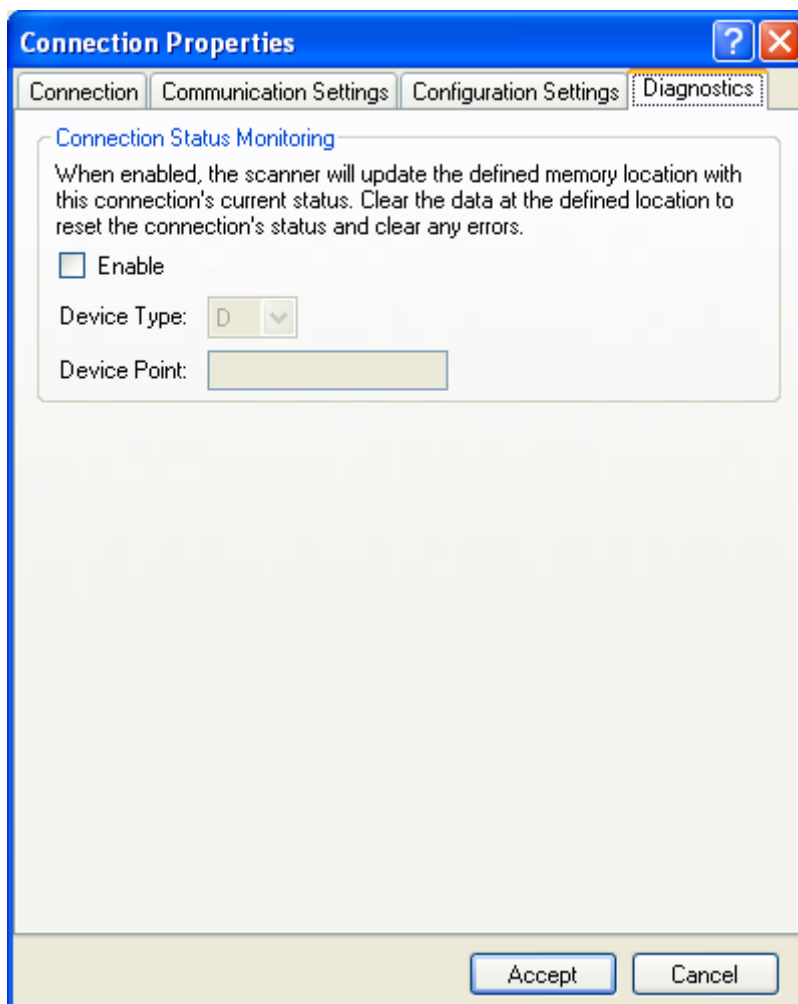 Connection Properties
Connection Communication Settings Configuration Settings Diagnostics
Connection Status Monitoring
When enabled, the scanner will update the defined memory location with
this connection's current status. Clear the data at the defined location to
reset the connection's status and clear any errors.
Enable
Device Type: D
Device Point:
Accept Cancel